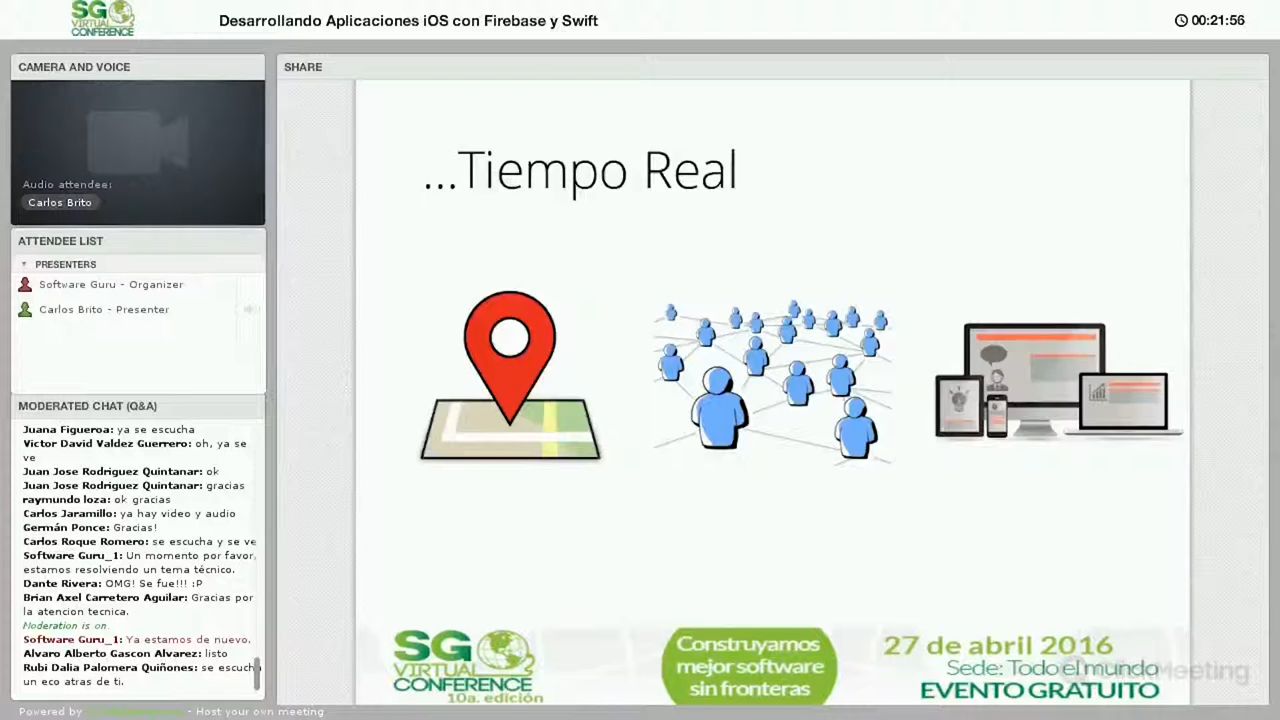 SG
VIRTUAL
CONFERENCE
Desarrollando Aplicaciones iOS con Firebase y Swift
00:21:56
CAMERA AND VOICE
Audio attendee:
Carlos Brito
ATTENDEE LIST
PRESENTERS
Software Guru - Organizer
Carlos Brito - Presenter
MODERATED CHAT (Q&A)
Juana Figueroa: ya se escucha
Victor David Valdez Guerrero: oh, ya se
ve
Juan Jose Rodriguez Quintanar: ok
Juan Jose Rodriguez Quintanar: gracias
raymundo loza: ok gracias
Carlos Jaramillo: ya hay video y audio
Germán Ponce: Gracias!
Carlos Roque Romero: se escucha y se ve
Software Guru_1: Un momento por favor,
estamos resolviendo un tema técnico.
Dante Rivera: OMG! Se fue!!! :P
Brian Axel Carretero Aguilar: Gracias por
la atencion tecnica.
Moderation is on
Software Guru_1: Ya estamos de nuevo.
Alvaro Alberto Gascon Alvarez: listo
Rubi Dalia Palomera Quiñones: se escucha
un eco atras de ti.
Powered by
- Host your own meeting
SHARE
...Tiempo Real
SG
VIRTUAL
CONFERENCE
10a. edición
Construyamos
mejor software
sin fronteras
27 de abril 2016
Sede: Todo el mundo
EVENTO GRATUITO
ClickMeeting